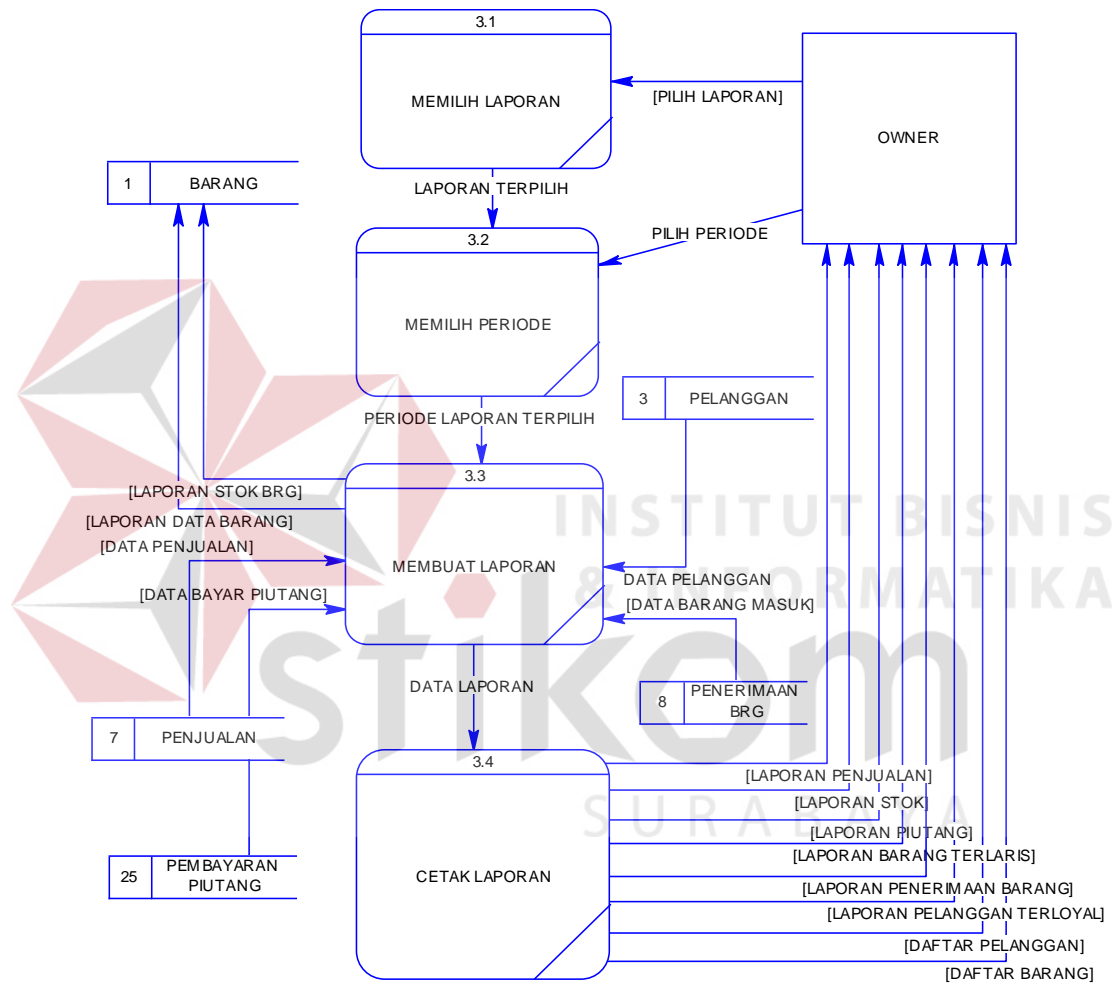 3.1
MEMILIH LAPORAN
[PILIH LAPORAN]
OWNER
1
BARANG
LAPORAN TERPILIH
3.2
PILIH PERIODE
MEMILIH PERIODE
3
PELANGGAN
PERIODE LAPORAN TERPILIH
3.3
[LAPORAN STOK BRG]
[LAPORAN DATA BARANG]
[DATA PENJUALAN]
MEMBUAT LAPORAN
DATA PELANGGAN
[DATA BAYAR PIUTANG]
[DATA BARANG MASUK]
INSTITUT BISNIS
& INFORMATIKA
stikom
SURABAYA
DATA LAPORAN
8
PENERIMAAN
BRG
7
PENJUALAN
3.4
[LAPORAN PENJUALAN]
[LAPORAN STOK]
[LAPORAN PIUTANG]
[LAPORAN BARANG TERLARIS]
25
PEMBAYARAN
PIUTANG
CETAK LAPORAN
[LAPORAN PENERIMAAN BARANG]
[LAPORAN PELANGGAN TERLOYAL]
[DAFTAR PELANGGAN]
[DAFTAR BARANG]